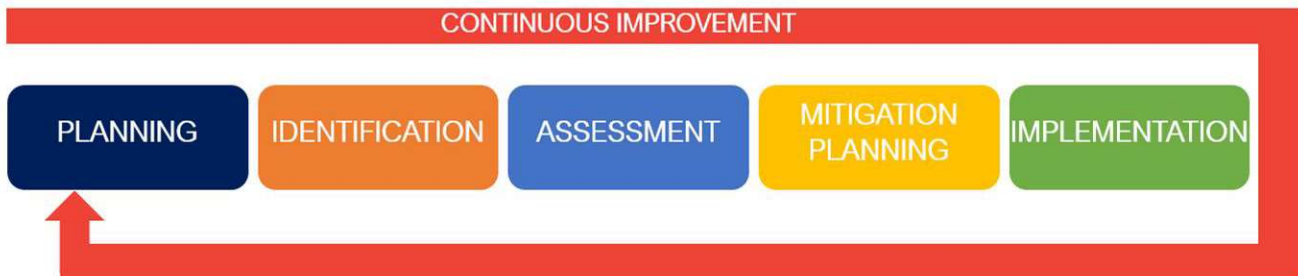 CONTINUOUS IMPROVEMENT
PLANNING
IDENTIFICATION
ASSESSMENT
MITIGATION
PLANNING
IMPLEMENTATION